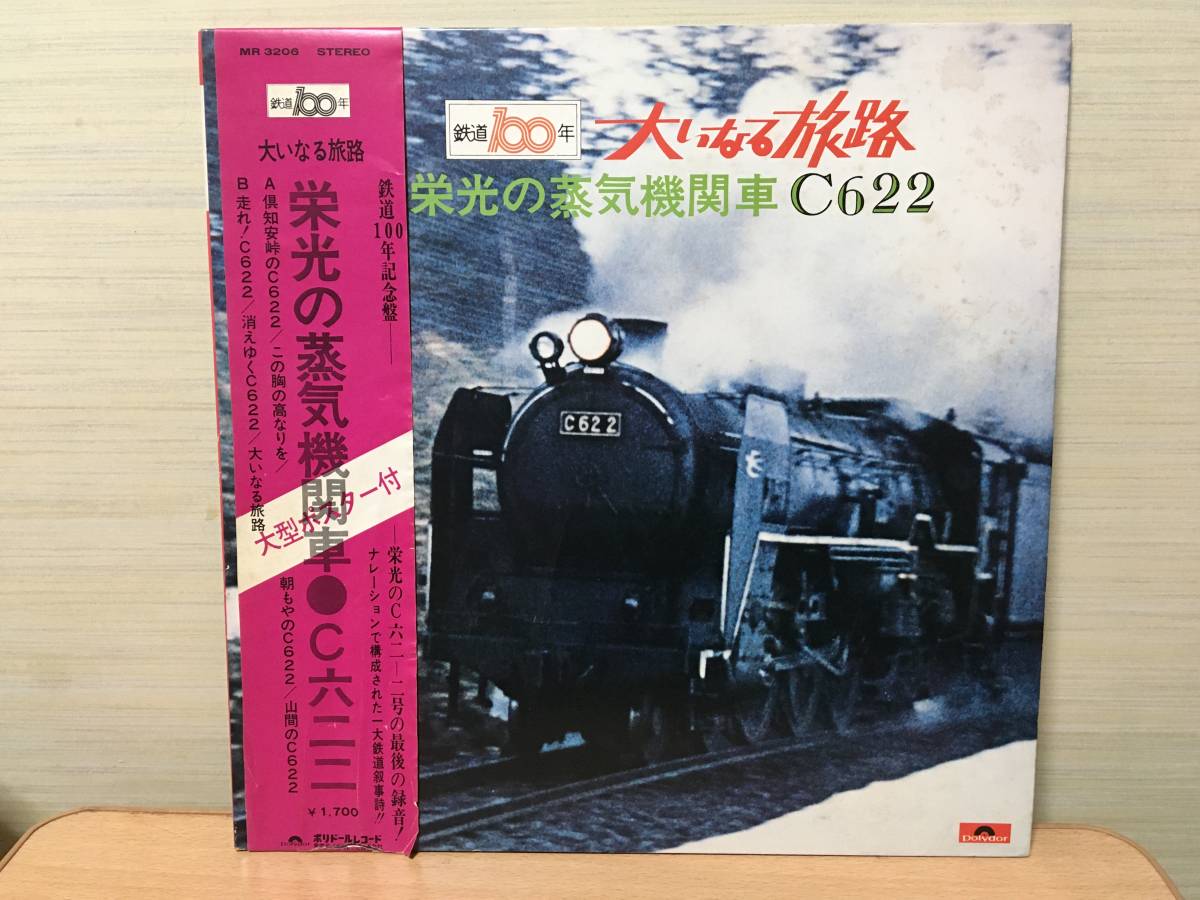 MR 3206 STEREO
鉄道100年
大いなる旅路
鉄道100年記念盤――
栄光の蒸気機関車●C六二二
A 倶知安峠のC622/この胸の高なりを/
朝もやのC622/山間のC622
B 走れ!C622/消えゆくC622/大いなる旅路
大型ポスター付
―栄光のC六二―二号の最後の録音!
ナレーションで構成された一大鉄道叙事詩!!
¥1,700
ポリドールレコード
鉄道100年
大いなる旅路
栄光の蒸気機関車C622
C622
Polydor